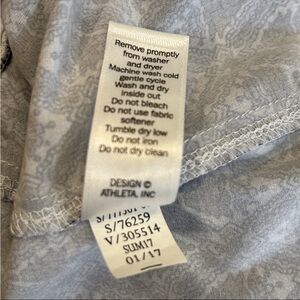 Remove promptly
from washer
and dryer
Machine wash cold
gentle cycle
Wash and dry
inside out
Do not bleach
Do not use fabric
softener
Tumble dry low
Do not iron
Do not dry clean
DESIGN ©
ATHLETA, INC
S/76259
V/305514
SUM17
01/17